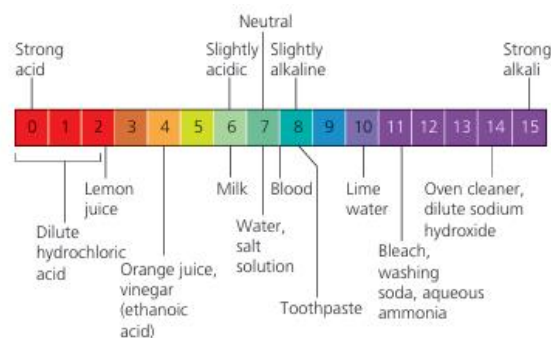 Neutral
Strong
acid
Slightly
acidic
Slightly
alkaline
Strong
alkali
0 1 2 3 4 5 6 7 8 9 10 11 12 13 14 15
Lemon
juice
Milk
Blood
Lime
water
Oven cleaner,
dilute sodium
hydroxide
Dilute
hydrochloric
acid
Orange juice,
vinegar
(ethanoic
acid)
Water,
salt
solution
Toothpaste
Bleach,
washing
soda, aqueous
ammonia